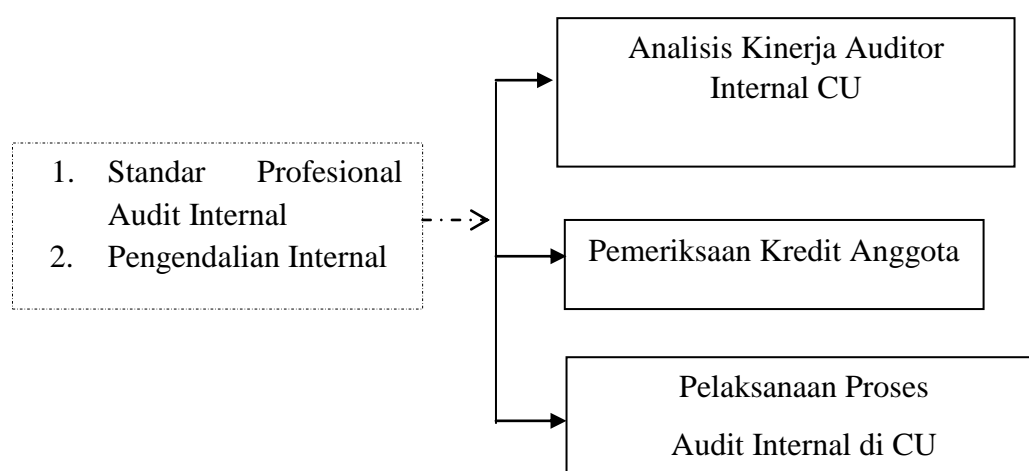 Analisis Kinerja Auditor
Internal CU
1. Standar Profesional
Audit Internal
2. Pengendalian Internal
Pemeriksaan Kredit Anggota
Pelaksanaan Proses
Audit Internal di CU